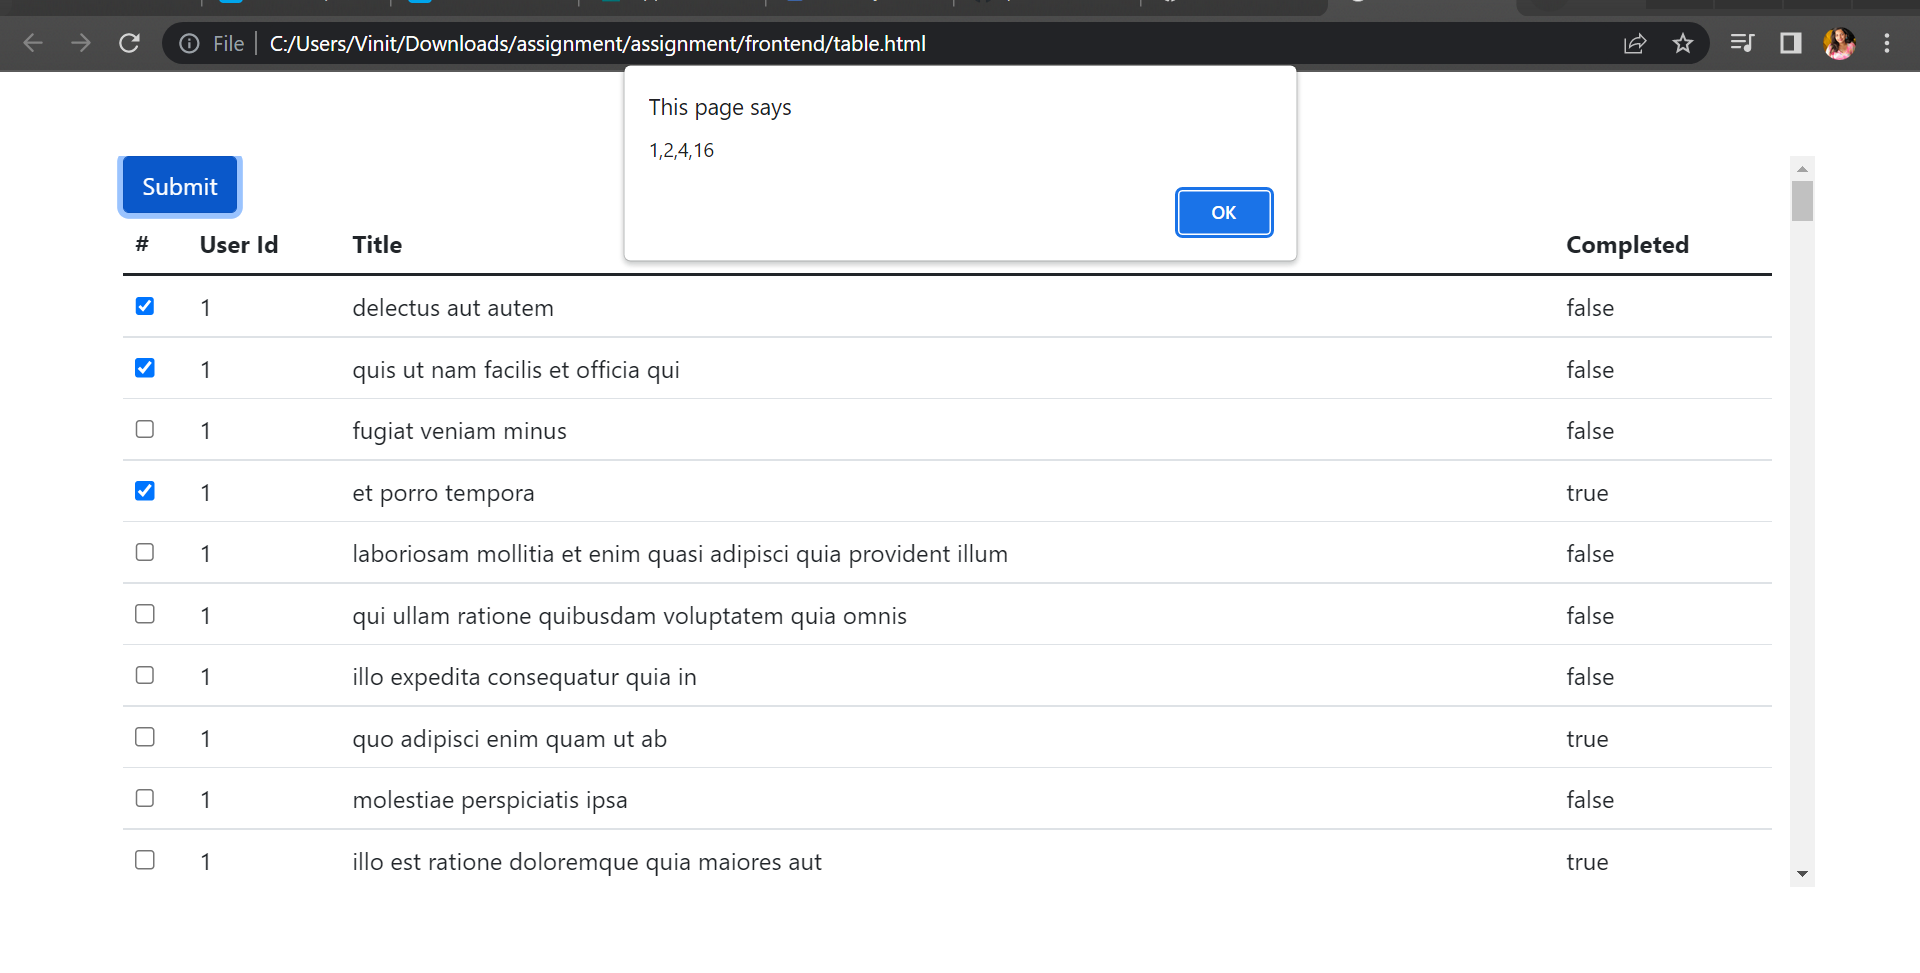 File C:/Users/Vinit/Downloads/assignment/assignment/frontend/table.html
This page says
1,2,4,16
OK
Submit
# User Id Title Completed
1 delectus aut autem false
1 quis ut nam facilis et officia qui false
1 fugiat veniam minus false
1 et porro tempora true
1 laboriosam mollitia et enim quasi adipisci quia provident illum false
1 qui ullam ratione quibusdam voluptatem quia omnis false
1 illo expedita consequatur quia in false
1 quo adipisci enim quam ut ab true
1 molestiae perspiciatis ipsa false
1 illo est ratione doloremque quia maiores aut true